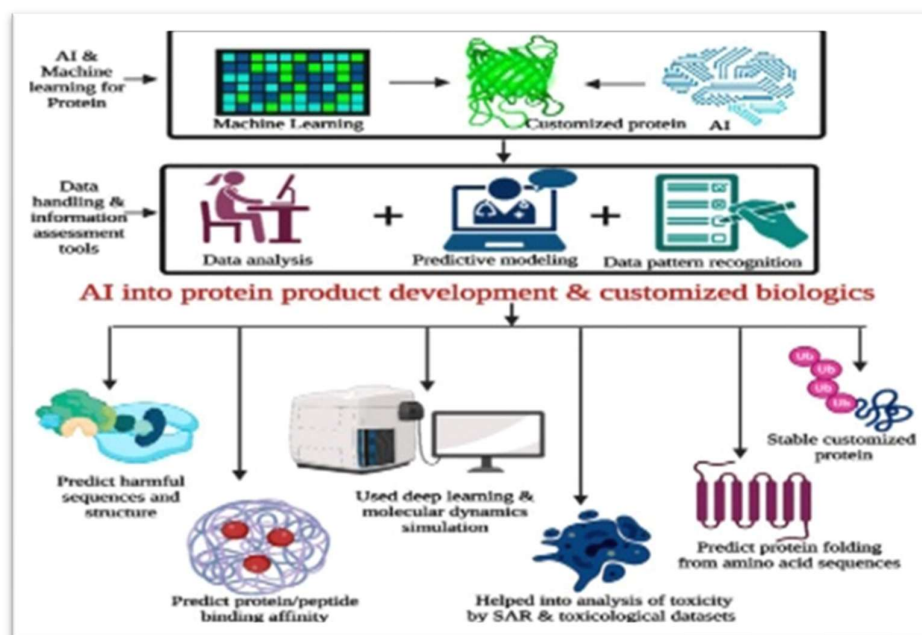 AI &
Machine
learning for
Protein
Machine Learning
Customized protein
AI
Data
handling &
information
assessment
tools
Data analysis
Predictive modeling
Data pattern recognition
AI into protein product development & customized biologics
Predict harmful
sequences and
structure
Predict protein/peptide
binding affinity
Used deep learning &
molecular dynamics
simulation
Helped into analysis of toxicity
by SAR & toxicological datasets
Predict protein folding
from amino acid sequences
Ub
Ub
Ub
Ub
Stable customized
protein